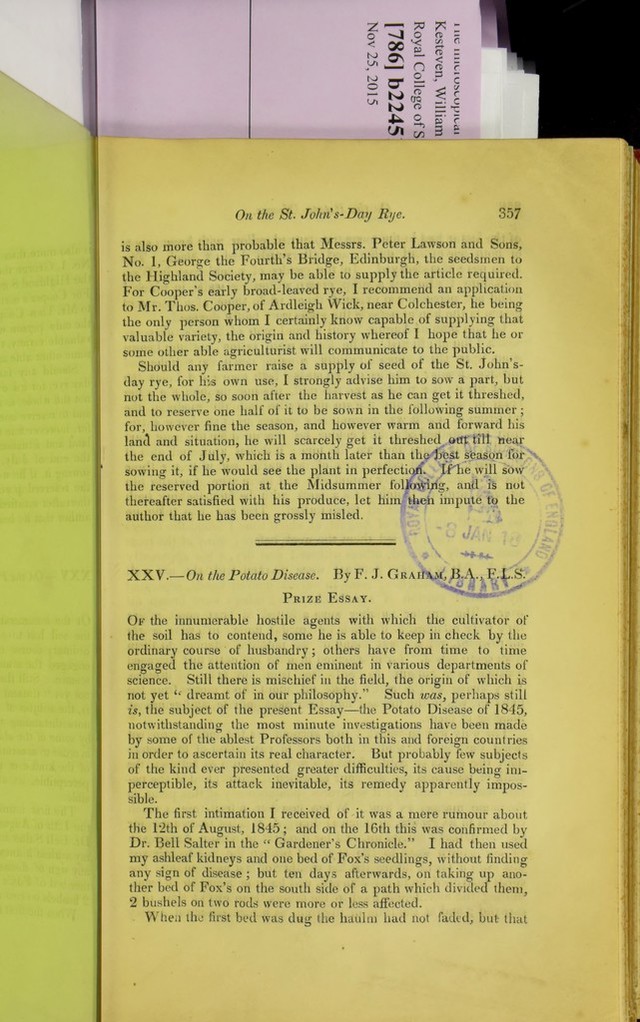 The microscopical
Kesteven, William
Royal College of S
[786] b2245
Nov 25, 2015
On the St. John's-Day Rye. 357
is also more than probable that Messrs. Peter Lawson and Sons,
No. 1, George the Fourth's Bridge, Edinburgh, the seedsmen to
the Highland Society, may be able to supply the article required.
For Cooper's early broad-leaved rye, I recommend an application
to Mr. Thos. Cooper, of Ardleigh Wick, near Colchester, he being
the only person whom I certainly know capable of supplying that
valuable variety, the origin and history whereof I hope that he or
some other able agriculturist will communicate to the public.
Should any farmer raise a supply of seed of the St. John's-
day rye, for his own use, I strongly advise him to sow a part, but
not the whole, so soon after the harvest as he can get it threshed,
and to reserve one half of it to be sown in the following summer;
for, however fine the season, and however warm and forward his
land and situation, he will scarcely get it threshed out till near
the end of July, which is a month later than the best season for
sowing it, if he would see the plant in perfection. If he will sow
the reserved portion at the Midsummer following, and is not
thereafter satisfied with his produce, let him then impute to the
author that he has been grossly misled.
XXV.—On the Potato Disease. By F. J. GRAHAM, B.A., F.L.S.
PRIZE ESSAY.
OF the innumerable hostile agents with which the cultivator of
the soil has to contend, some he is able to keep in check by the
ordinary course of husbandry; others have from time to time
engaged the attention of men eminent in various departments of
science. Still there is mischief in the field, the origin of which is
not yet "dreamt of in our philosophy." Such was, perhaps still
is, the subject of the present Essay—the Potato Disease of 1845,
notwithstanding the most minute investigations have been made
by some of the ablest Professors both in this and foreign countries
in order to ascertain its real character. But probably few subjects
of the kind ever presented greater difficulties, its cause being im-
perceptible, its attack inevitable, its remedy apparently impos-
sible.
The first intimation I received of it was a mere rumour about
the 12th of August, 1845; and on the 16th this was confirmed by
Dr. Bell Salter in the "Gardener's Chronicle." I had then used
my ashleaf kidneys and one bed of Fox's seedlings, without finding
any sign of disease; but ten days afterwards, on taking up ano-
ther bed of Fox's on the south side of a path which divided them,
2 bushels on two rods were more or less affected.
When the first bed was dug the haulm had not faded, but that
OF ENGLAND
LIBRARY